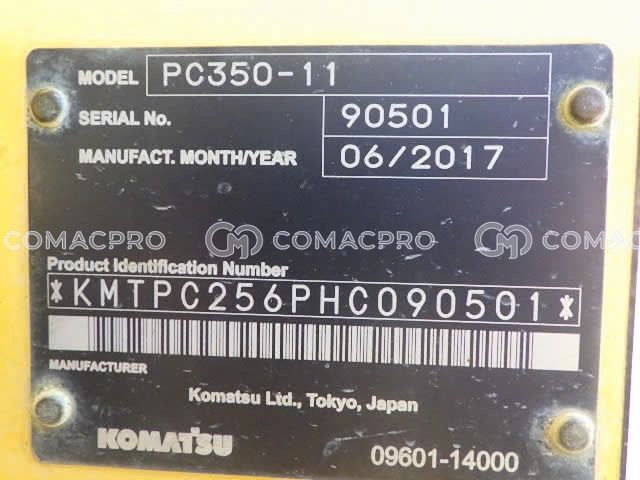 MODEL PC350-11
SERIAL No. 90501
MANUFACT. MONTH/YEAR 06/2017
COMACPRO COMACPRO COMACPRO
Product Identification Number
*KMTPC256PHC090501*
MANUFACTURER
Komatsu Ltd., Tokyo, Japan
KOMATSU
09601-14000